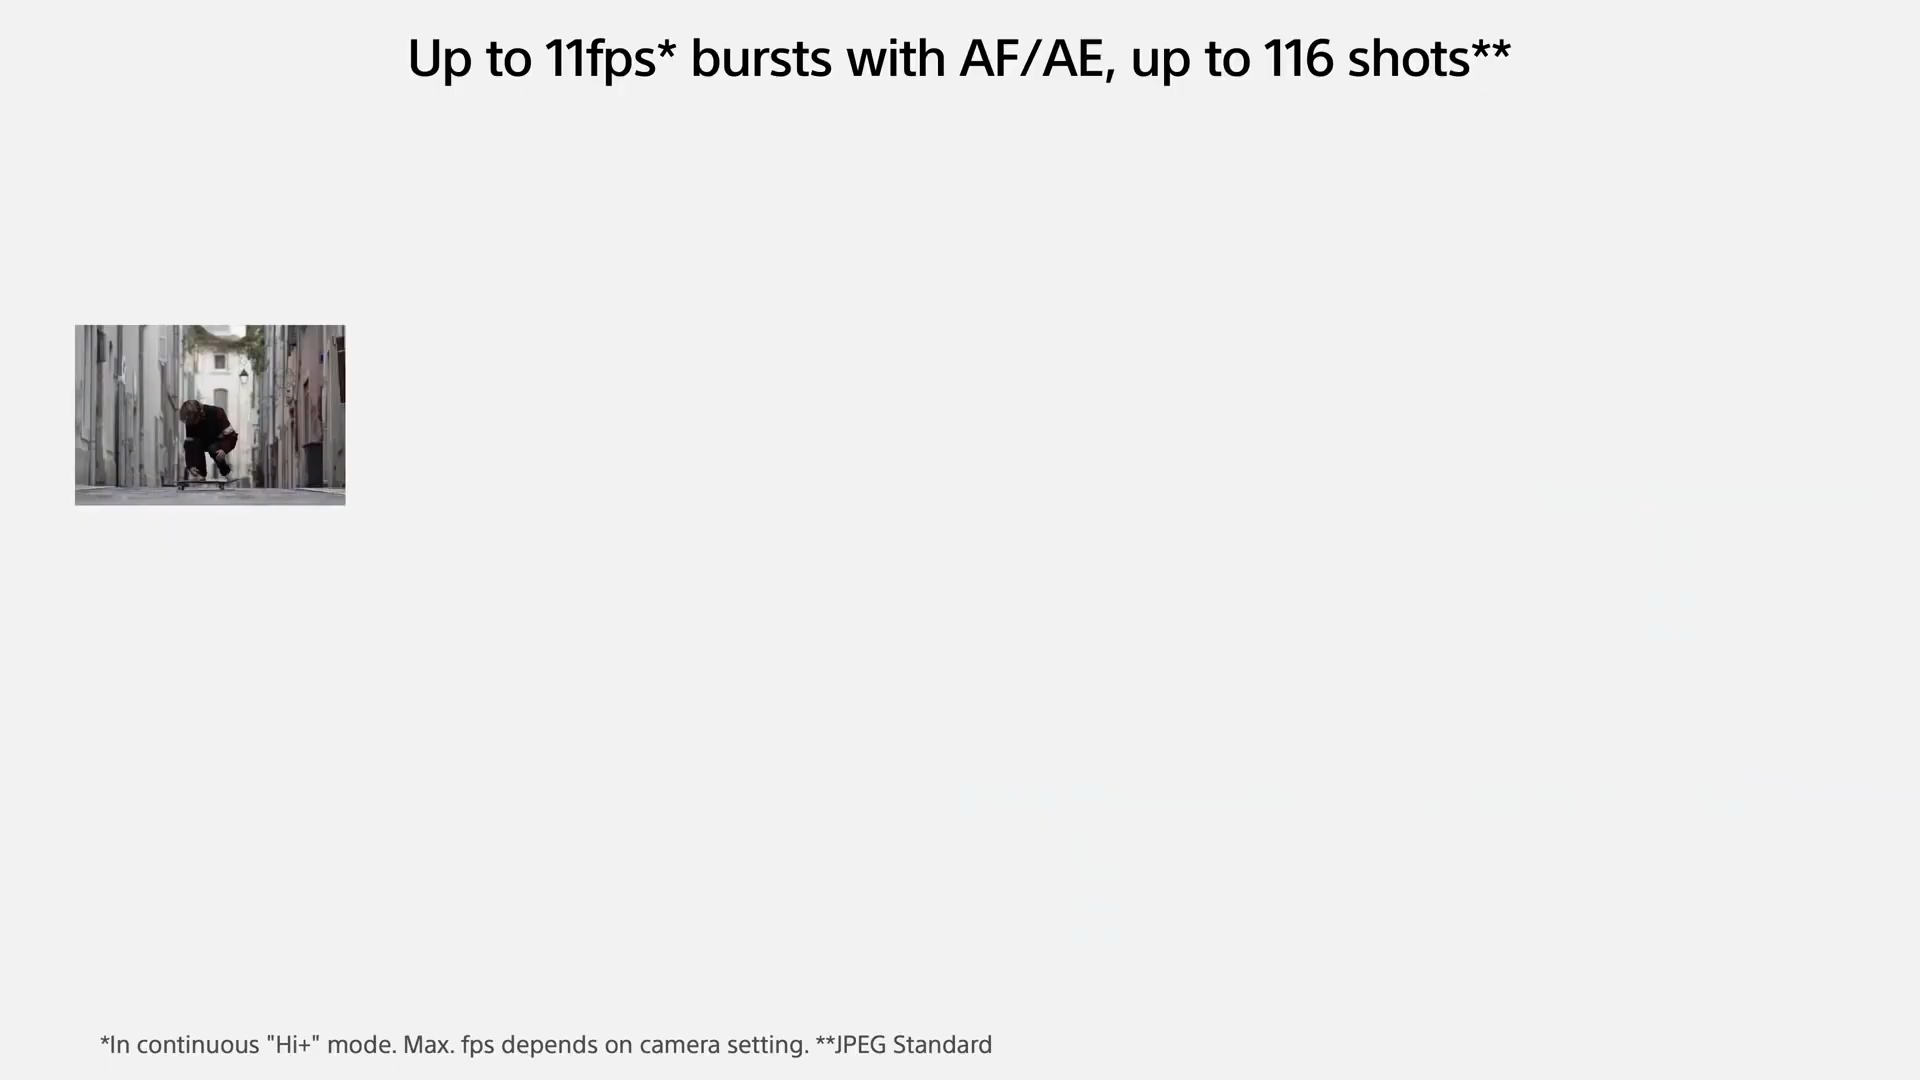 Up to 11fps* bursts with AF/AE, up to 116 shots**
*In continuous "Hi+" mode. Max. fps depends on camera setting. **JPEG Standard